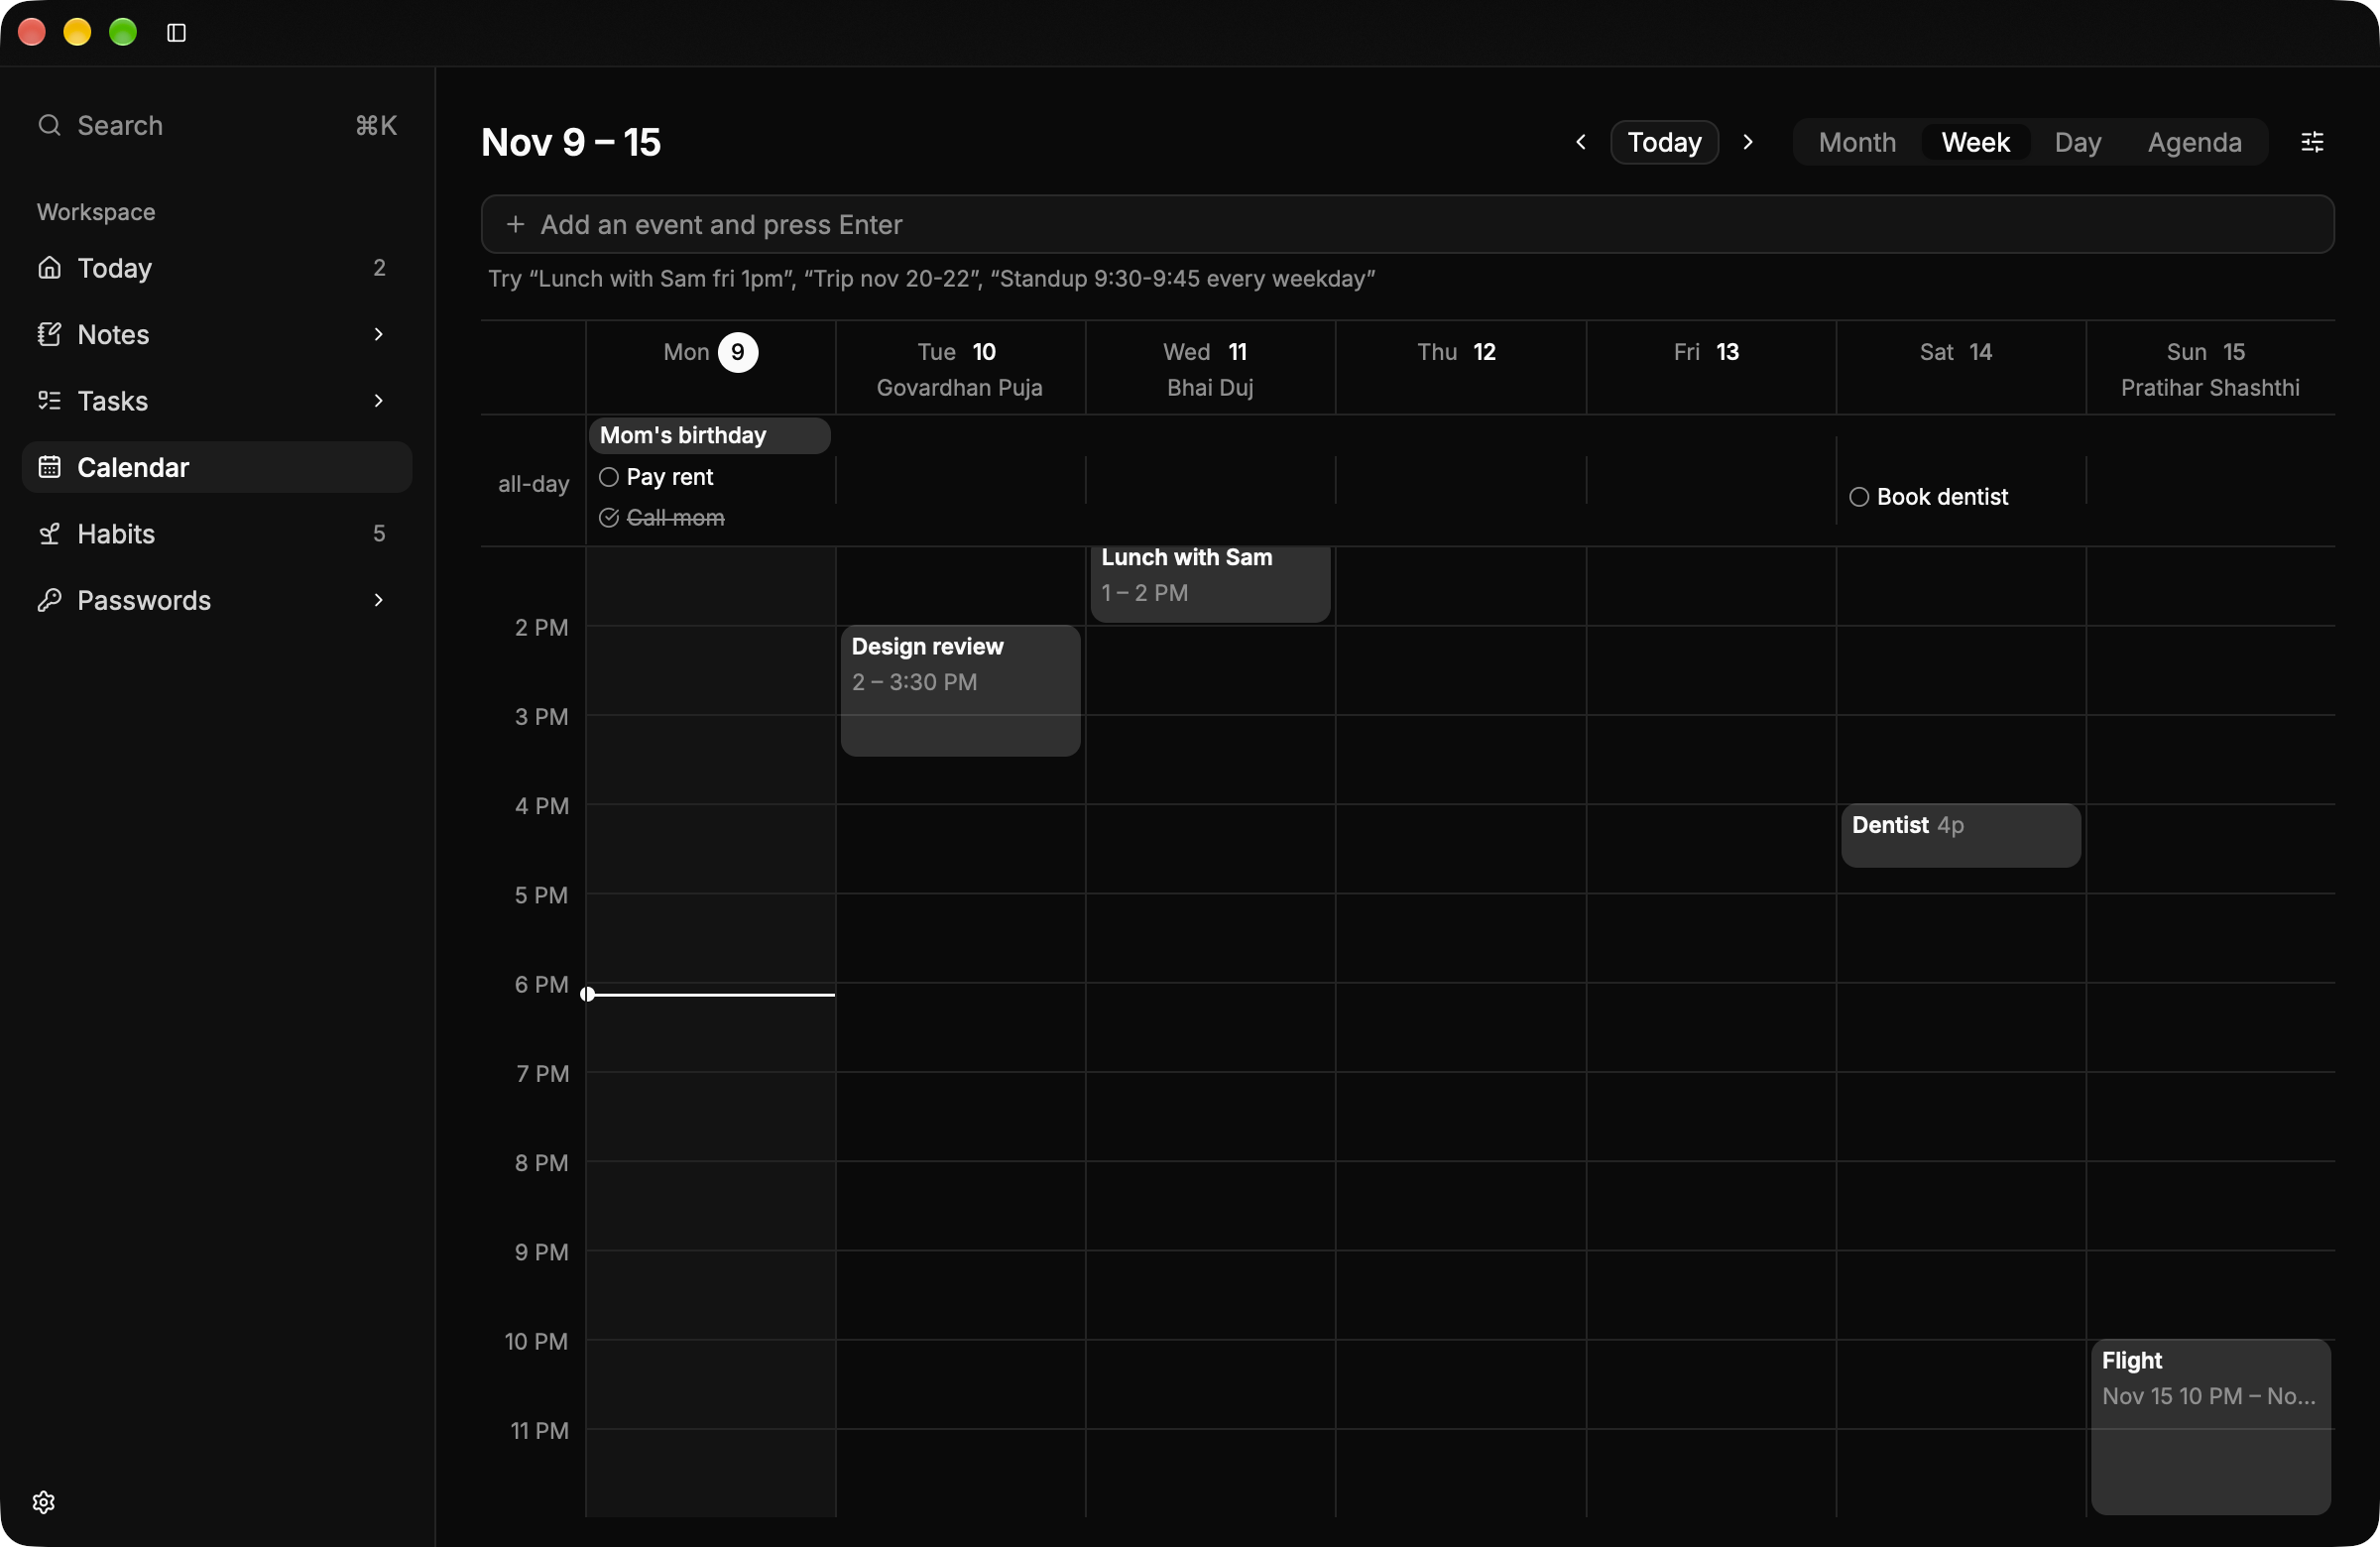 Search ⌘K
Workspace
Today 2
Notes
Tasks
Calendar
Habits 5
Passwords
Nov 9 – 15
Today
Month Week Day Agenda
+ Add an event and press Enter
Try “Lunch with Sam fri 1pm”, “Trip nov 20-22”, “Standup 9:30-9:45 every weekday”
Mon 9 Tue 10 Wed 11 Thu 12 Fri 13 Sat 14 Sun 15
Govardhan Puja Bhai Duj Pratihar Shashthi
all-day
Mom's birthday
Pay rent
Call mom
Book dentist
Lunch with Sam
1 – 2 PM
2 PM
Design review
2 – 3:30 PM
3 PM
4 PM
Dentist 4p
5 PM
6 PM
7 PM
8 PM
9 PM
10 PM
Flight
Nov 15 10 PM – No...
11 PM